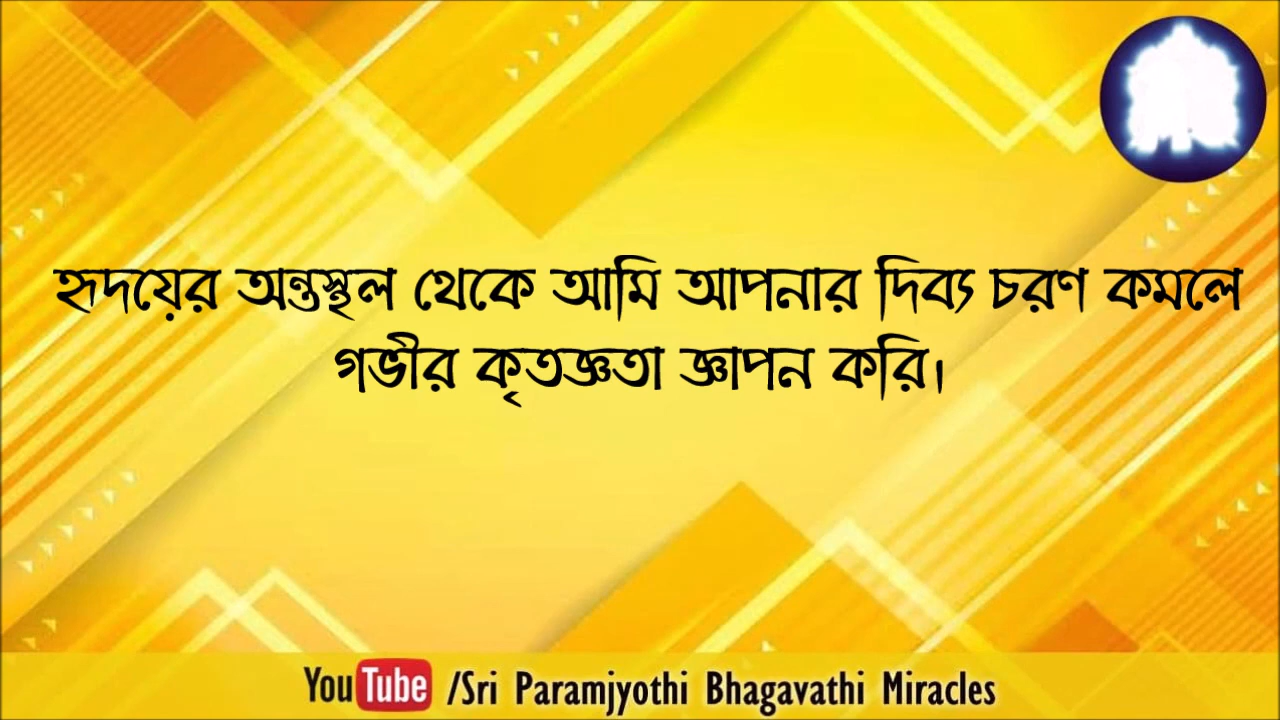 হৃদয়ের অন্তস্থল থেকে আমি আপনার দিব্য চরণ কমলে
গভীর কৃতজ্ঞতা জ্ঞাপন করি।
YouTube /Sri Paramjyothi Bhagavathi Miracles